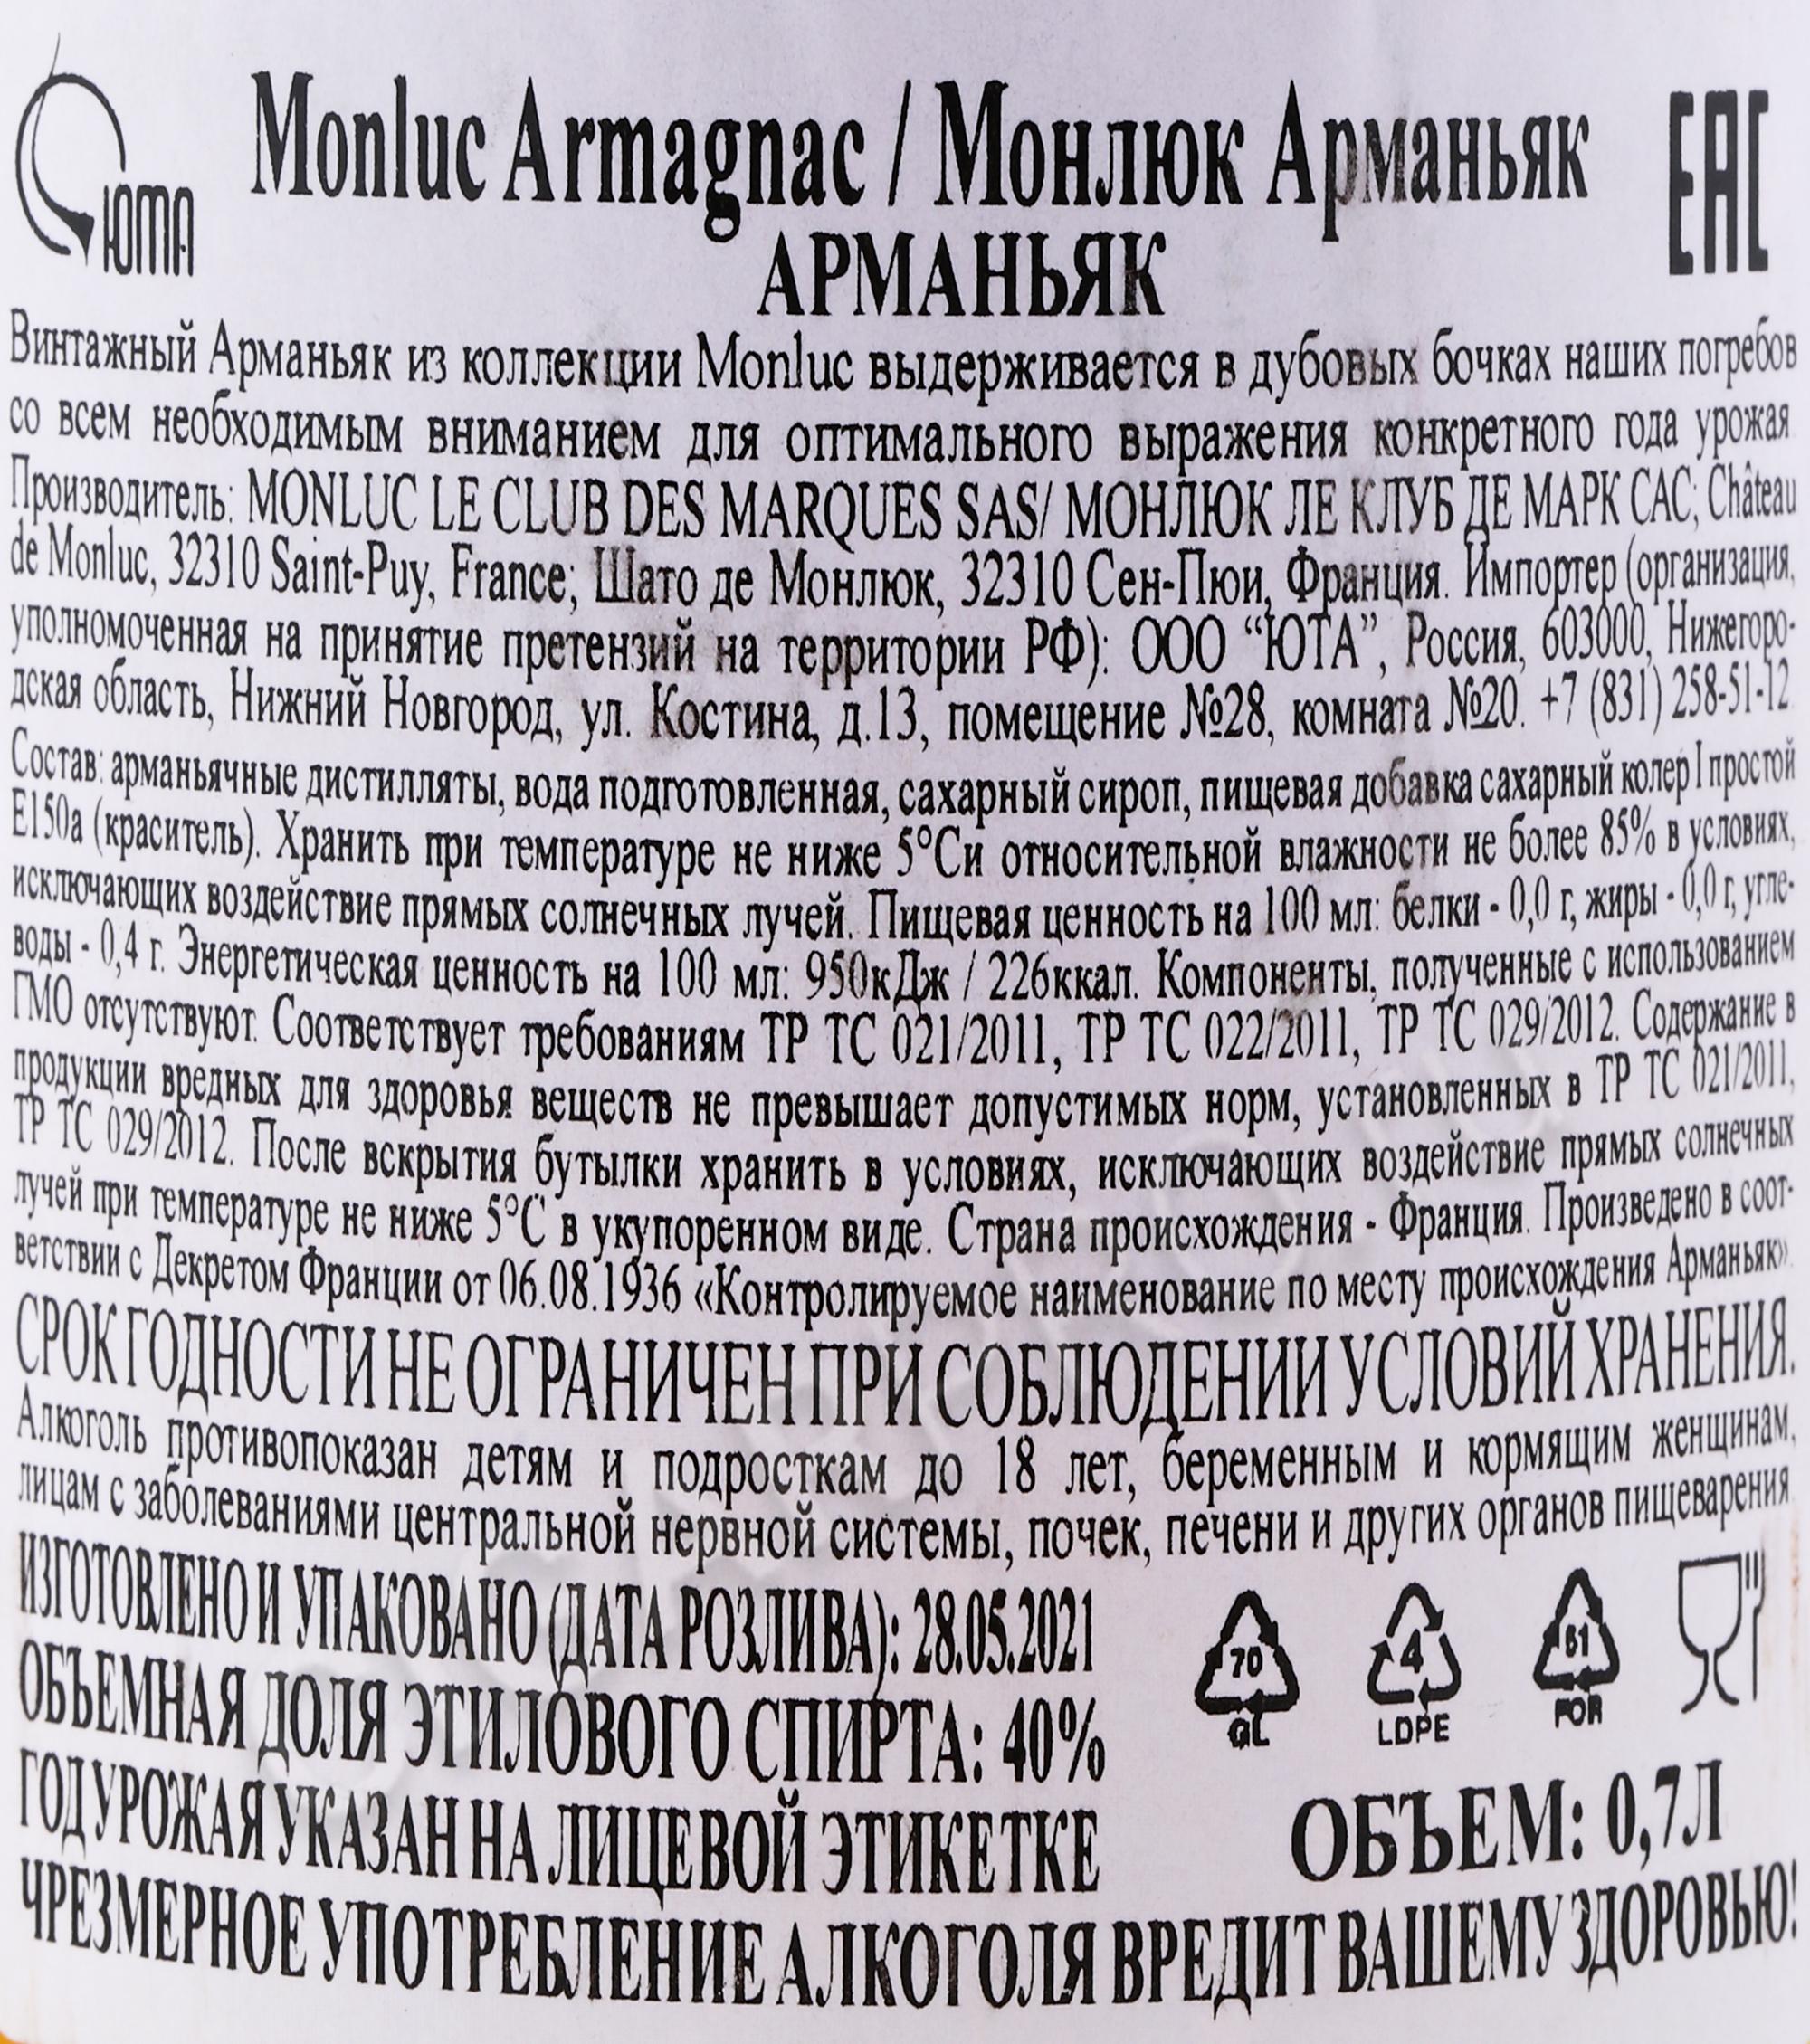 ЮТА
Monluc Armagnac / Монлюк Арманьяк
EAC
АРМАНЬЯК
Винтажный Арманьяк из коллекции Monluc выдерживается в дубовых бочках наших погребов
со всем необходимым вниманием для оптимального выражения конкретного года урожая
Производитель: MONLUC LE CLUB DES MARQUES SAS/ МОНЛЮК ЛЕ КЛУБ ДЕ МАРК САС; Château
de Monluc, 32310 Saint-Puy, France; Шато де Монлюк, 32310 Сен-Пюи, Франция. Импортер (организация,
уполномоченная на принятие претензий на территории РФ): ООО “ЮТА”, Россия, 603000, Нижегоро-
дская область, Нижний Новгород, ул. Костина, д.13, помещение №28, комната №20. +7 (831) 258-51-12
Состав: арманьячные дистилляты, вода подготовленная, сахарный сироп, пищевая добавка сахарный колер I простой
E150a (краситель). Хранить при температуре не ниже 5°Си относительной влажности не более 85% в условиях,
исключающих воздействие прямых солнечных лучей. Пищевая ценность на 100 мл: белки - 0,0 г, жиры - 0,0 г, угле-
воды - 0,4 г. Энергетическая ценность на 100 мл: 950кДж / 226ккал. Компоненты, полученные с использованием
ГМО отсутствуют. Соответствует требованиям ТР ТС 021/2011, ТР ТС 022/2011, ТР ТС 029/2012. Содержание в
продукции вредных для здоровья веществ не превышает допустимых норм, установленных в ТР ТС 021/2011,
ТР ТС 029/2012. После вскрытия бутылки хранить в условиях, исключающих воздействие прямых солнечных
лучей при температуре не ниже 5°С в укупоренном виде. Страна происхождения - Франция. Произведено в соот-
ветствии с Декретом Франции от 06.08.1936 «Контролируемое наименование по месту происхождения Арманьяк».
СРОК ГОДНОСТИ НЕ ОГРАНИЧЕН ПРИ СОБЛЮДЕНИИ УСЛОВИЙ ХРАНЕНИЯ.
Алкоголь противопоказан детям и подросткам до 18 лет, беременным и кормящим женщинам,
лицам с заболеваниями центральной нервной системы, почек, печени и других органов пищеварения
ИЗГОТОВЛЕНО И УПАКОВАНО (ДАТА РОЗЛИВА): 28.05.2021
ОБЪЕМНАЯ ДОЛЯ ЭТИЛОВОГО СПИРТА: 40%
70
GL
4
LDPE
61
FOR
ГОД УРОЖАЯ УКАЗАН НА ЛИЦЕВОЙ ЭТИКЕТКЕ
ОБЪЕМ: 0,7Л
ЧРЕЗМЕРНОЕ УПОТРЕБЛЕНИЕ АЛКОГОЛЯ ВРЕДИТ ВАШЕМУ ЗДОРОВЬЮ!